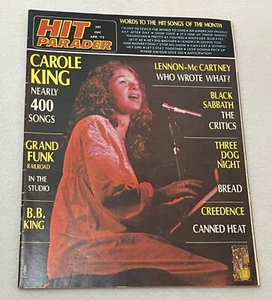 HIT
PARADER
WORDS TO THE HIT SONGS OF THE MONTH
CAROLE
KING
NEARLY
400
SONGS
GRAND
FUNK
RAILROAD
IN THE
STUDIO
B.B.
KING
LENNON-McCARTNEY
WHO WROTE WHAT?
BLACK
SABBATH
THE
CRITICS
THREE
DOG
NIGHT
BREAD
CREEDENCE
CANNED HEAT